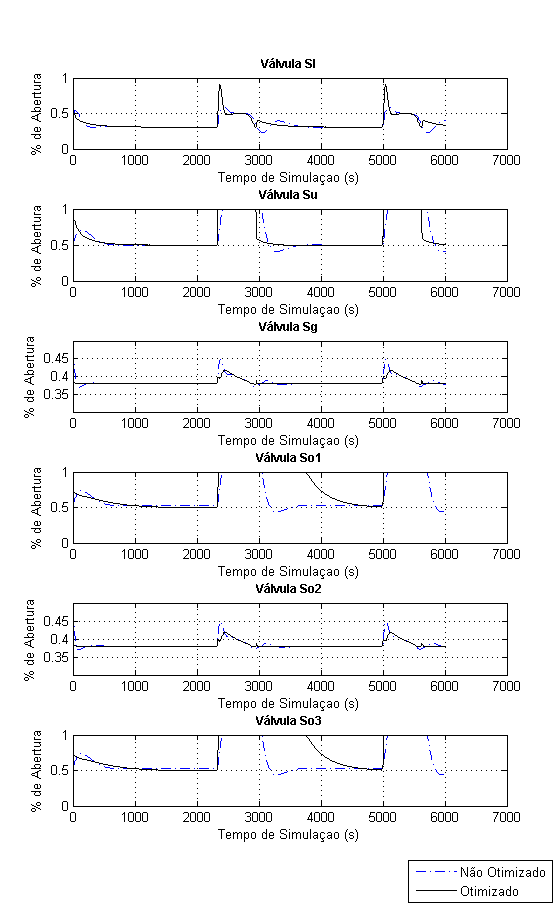 Válvula Sl
1
0.5
0
% de Abertura
0 1000 2000 3000 4000 5000 6000 7000
Tempo de Simulaçao (s)
Válvula Su
1
0.5
0
% de Abertura
0 1000 2000 3000 4000 5000 6000 7000
Tempo de Simulaçao (s)
Válvula Sg
0.45
0.4
0.35
% de Abertura
0 1000 2000 3000 4000 5000 6000 7000
Tempo de Simulaçao (s)
Válvula So1
1
0.5
0
% de Abertura
0 1000 2000 3000 4000 5000 6000 7000
Tempo de Simulaçao (s)
Válvula So2
0.45
0.4
0.35
% de Abertura
0 1000 2000 3000 4000 5000 6000 7000
Tempo de Simulaçao (s)
Válvula So3
1
0.5
0
% de Abertura
0 1000 2000 3000 4000 5000 6000 7000
Tempo de Simulaçao (s)
Não Otimizado
Otimizado